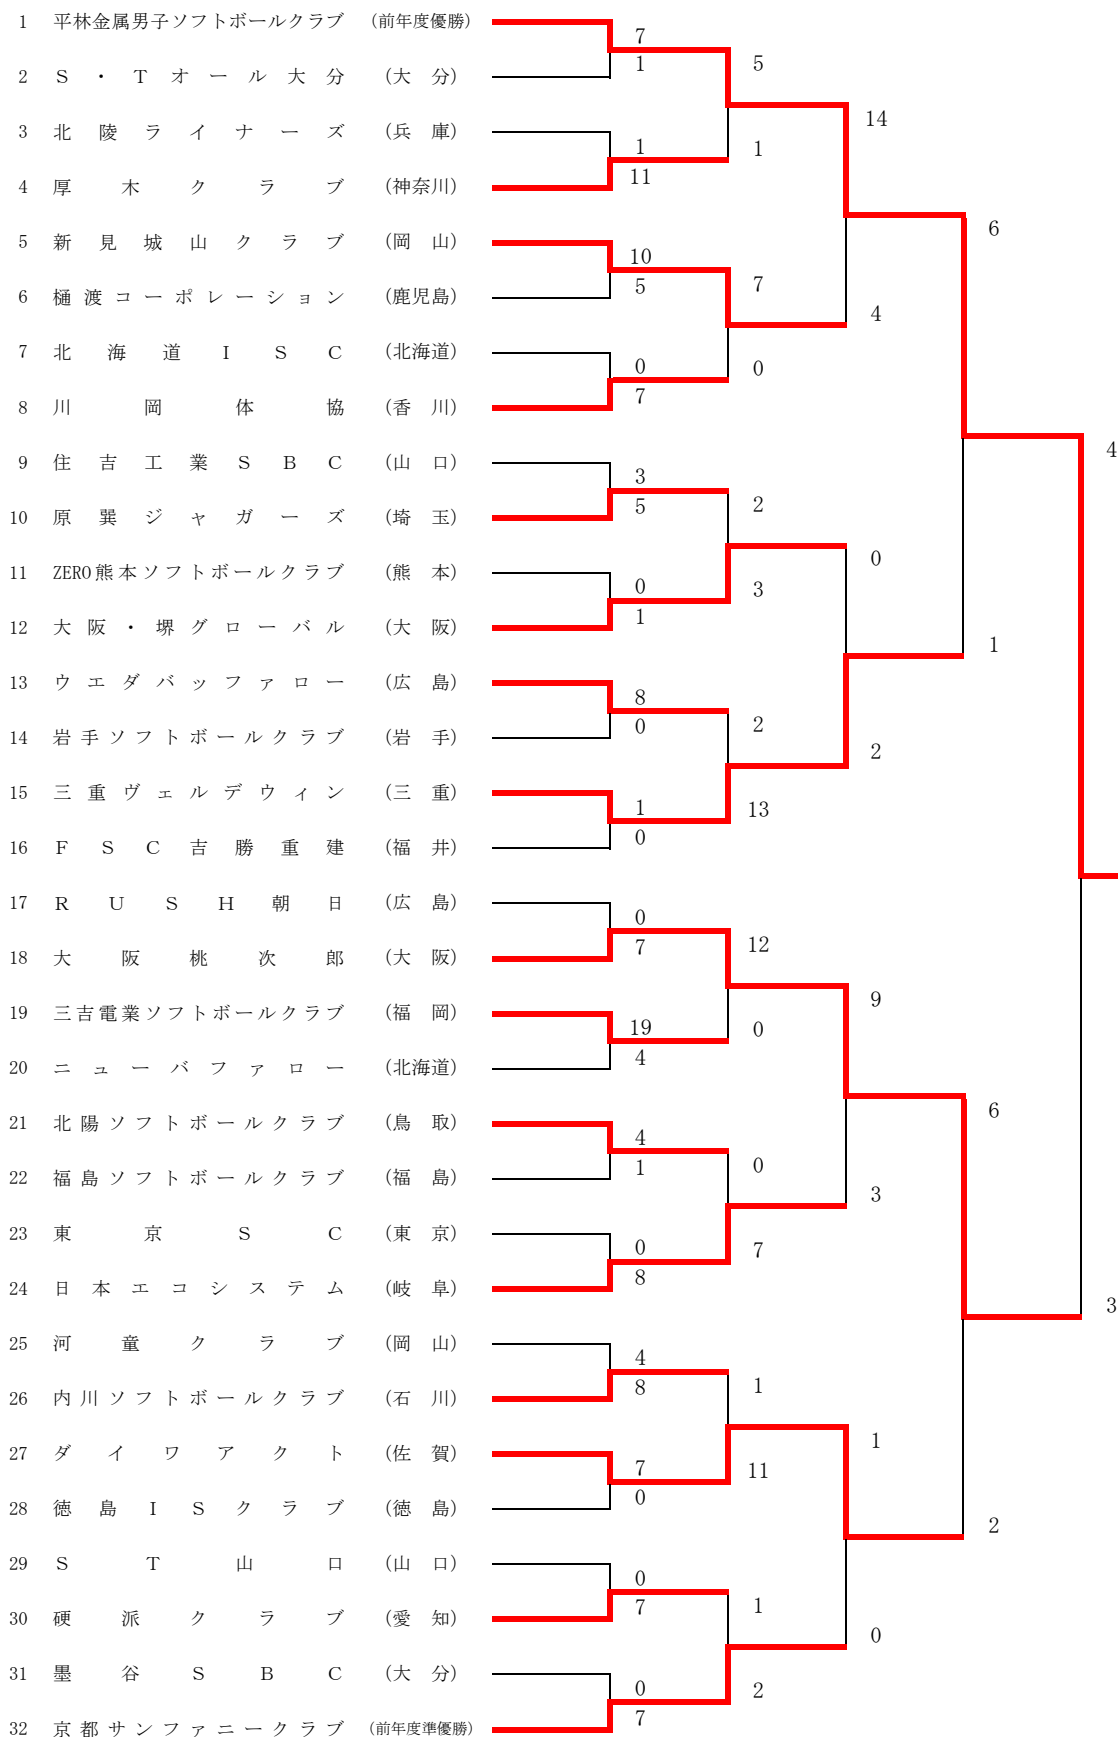 1 平林金属男子ソフトボールクラブ (前年度優勝)
7
1
5
2 S・Tオール大分 (大分)
3 北陵ライナーズ (兵庫)
14
1
11
1
4 厚木クラブ (神奈川)
5 新見城山クラブ (岡山)
6
10
5
7
6 樋渡コーポレーション (鹿児島)
4
7 北海道ISC (北海道)
0
7
0
8 川岡体協 (香川)
4
9 住吉工業SBC (山口)
3
5
2
10 原巽ジャガーズ (埼玉)
0
11 ZERO熊本ソフトボールクラブ (熊本)
0
1
3
12 大阪・堺グローバル (大阪)
1
13 ウエダバッファロー (広島)
8
0
2
14 岩手ソフトボールクラブ (岩手)
2
15 三重ヴェルデウィン (三重)
1
0
13
16 FSC吉勝重建 (福井)
17 RUSH朝日 (広島)
0
7
12
18 大阪桃次郎 (大阪)
9
19 三吉電業ソフトボールクラブ (福岡)
19
4
0
20 ニューバファロー (北海道)
6
21 北陽ソフトボールクラブ (鳥取)
4
1
0
22 福島ソフトボールクラブ (福島)
3
23 東京SC (東京)
0
8
7
24 日本エコシステム (岐阜)
3
25 河童クラブ (岡山)
4
8
1
26 内川ソフトボールクラブ (石川)
1
27 ダイワアクト (佐賀)
7
0
11
28 徳島ISクラブ (徳島)
2
29 ST山口 (山口)
0
7
1
30 硬派クラブ (愛知)
0
31 墨谷SBC (大分)
0
7
2
32 京都サンファニークラブ (前年度準優勝)